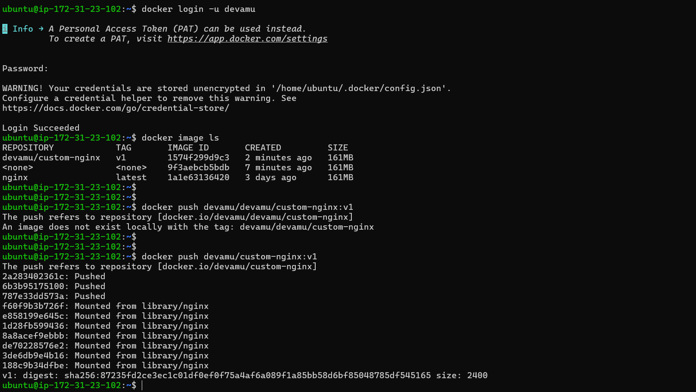 ubuntu@ip-172-31-23-102:~$ docker login -u devamu
i Info → A Personal Access Token (PAT) can be used instead.
To create a PAT, visit https://app.docker.com/settings
Password:
WARNING! Your credentials are stored unencrypted in '/home/ubuntu/.docker/config.json'.
Configure a credential helper to remove this warning. See
https://docs.docker.com/go/credential-store/
Login Succeeded
ubuntu@ip-172-31-23-102:~$ docker image ls
REPOSITORY TAG IMAGE ID CREATED SIZE
devamu/custom-nginx v1 1574f299d9c3 2 minutes ago 161MB
<none> <none> 9f3aebcb5bdb 7 minutes ago 161MB
nginx latest 1a1e63136420 3 days ago 161MB
ubuntu@ip-172-31-23-102:~$
ubuntu@ip-172-31-23-102:~$ docker push devamu/devamu/custom-nginx:v1
The push refers to repository [docker.io/devamu/devamu/custom-nginx]
An image does not exist locally with the tag: devamu/devamu/custom-nginx
ubuntu@ip-172-31-23-102:~$
ubuntu@ip-172-31-23-102:~$
ubuntu@ip-172-31-23-102:~$ docker push devamu/custom-nginx:v1
The push refers to repository [docker.io/devamu/custom-nginx]
2a283402361c: Pushed
6b3b95175100: Pushed
787e33dd573a: Pushed
f60f9b3b726f: Mounted from library/nginx
e858199e645c: Mounted from library/nginx
1d28fb599436: Mounted from library/nginx
8a8acef9ebbb: Mounted from library/nginx
de70228576e2: Mounted from library/nginx
3de6db9e4b16: Mounted from library/nginx
188c9b34dfbe: Mounted from library/nginx
v1: digest: sha256:87235fd2ce3ec1c01df0ef0f75a4af6a089f1a85bb58d6bf85048785df545165 size: 2400
ubuntu@ip-172-31-23-102:~$